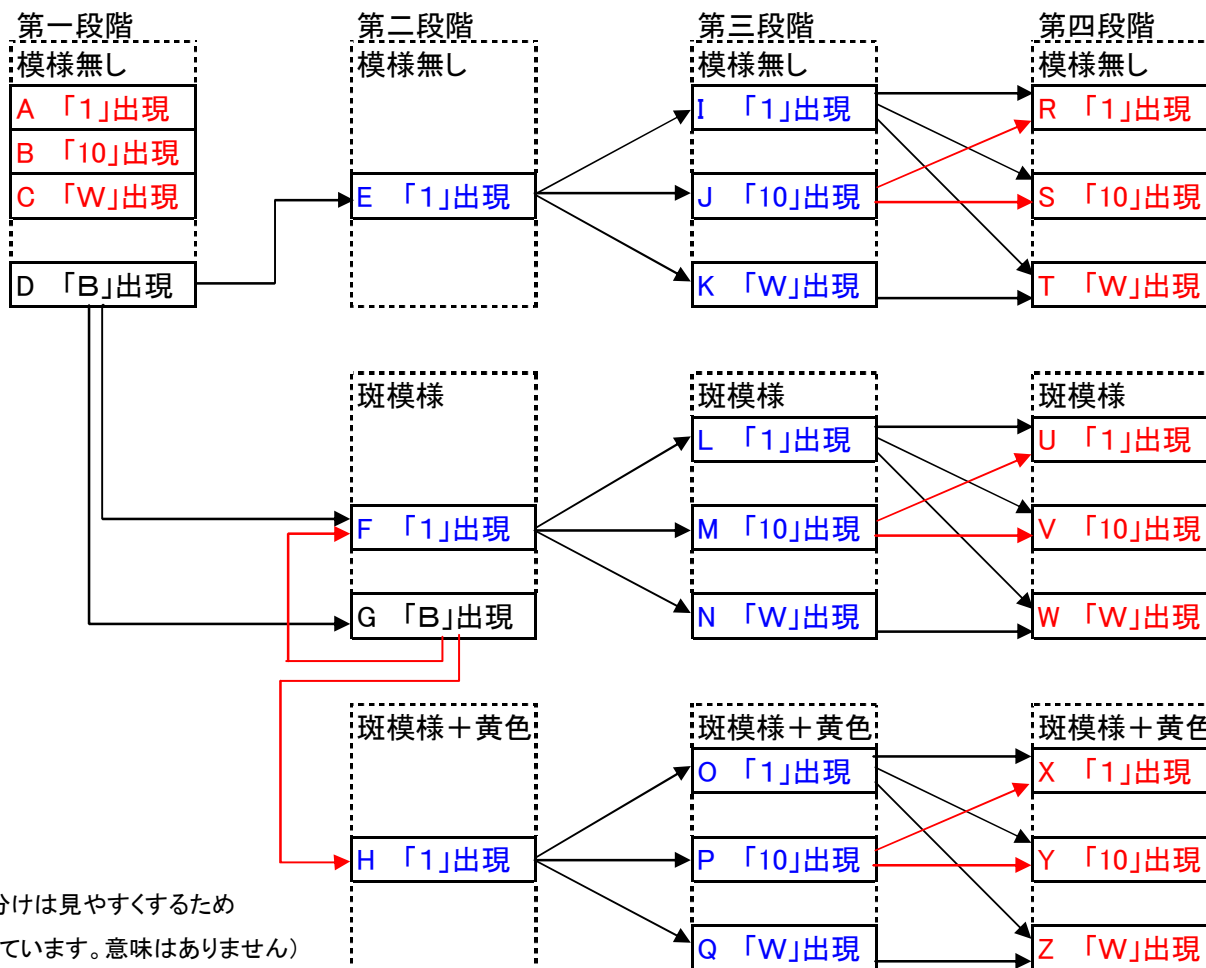 第一段階
第二段階
第三段階
第四段階
模様無し
模様無し
模様無し
模様無し
A 「1」出現
I 「1」出現
R 「1」出現
B 「10」出現
C 「W」出現
E 「1」出現
J 「10」出現
S 「10」出現
D 「B」出現
K 「W」出現
T 「W」出現
斑模様
斑模様
斑模様
L 「1」出現
U 「1」出現
F 「1」出現
M 「10」出現
V 「10」出現
G 「B」出現
N 「W」出現
W 「W」出現
斑模様＋黄色
斑模様＋黄色
斑模様＋黄色
O 「1」出現
X 「1」出現
H 「1」出現
P 「10」出現
Y 「10」出現
分けは見やすくするため
Q 「W」出現
Z 「W」出現
ています。意味はありません）